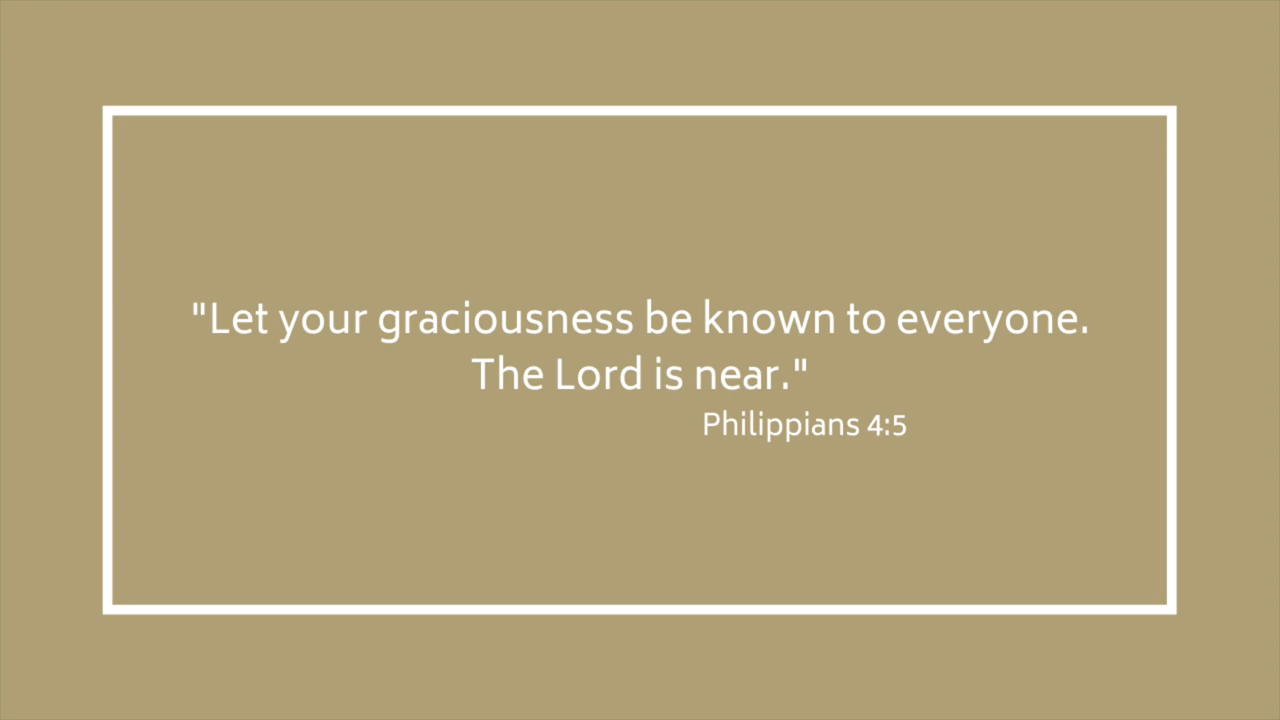 "Let your graciousness be known to everyone.
The Lord is near."
Philippians 4:5